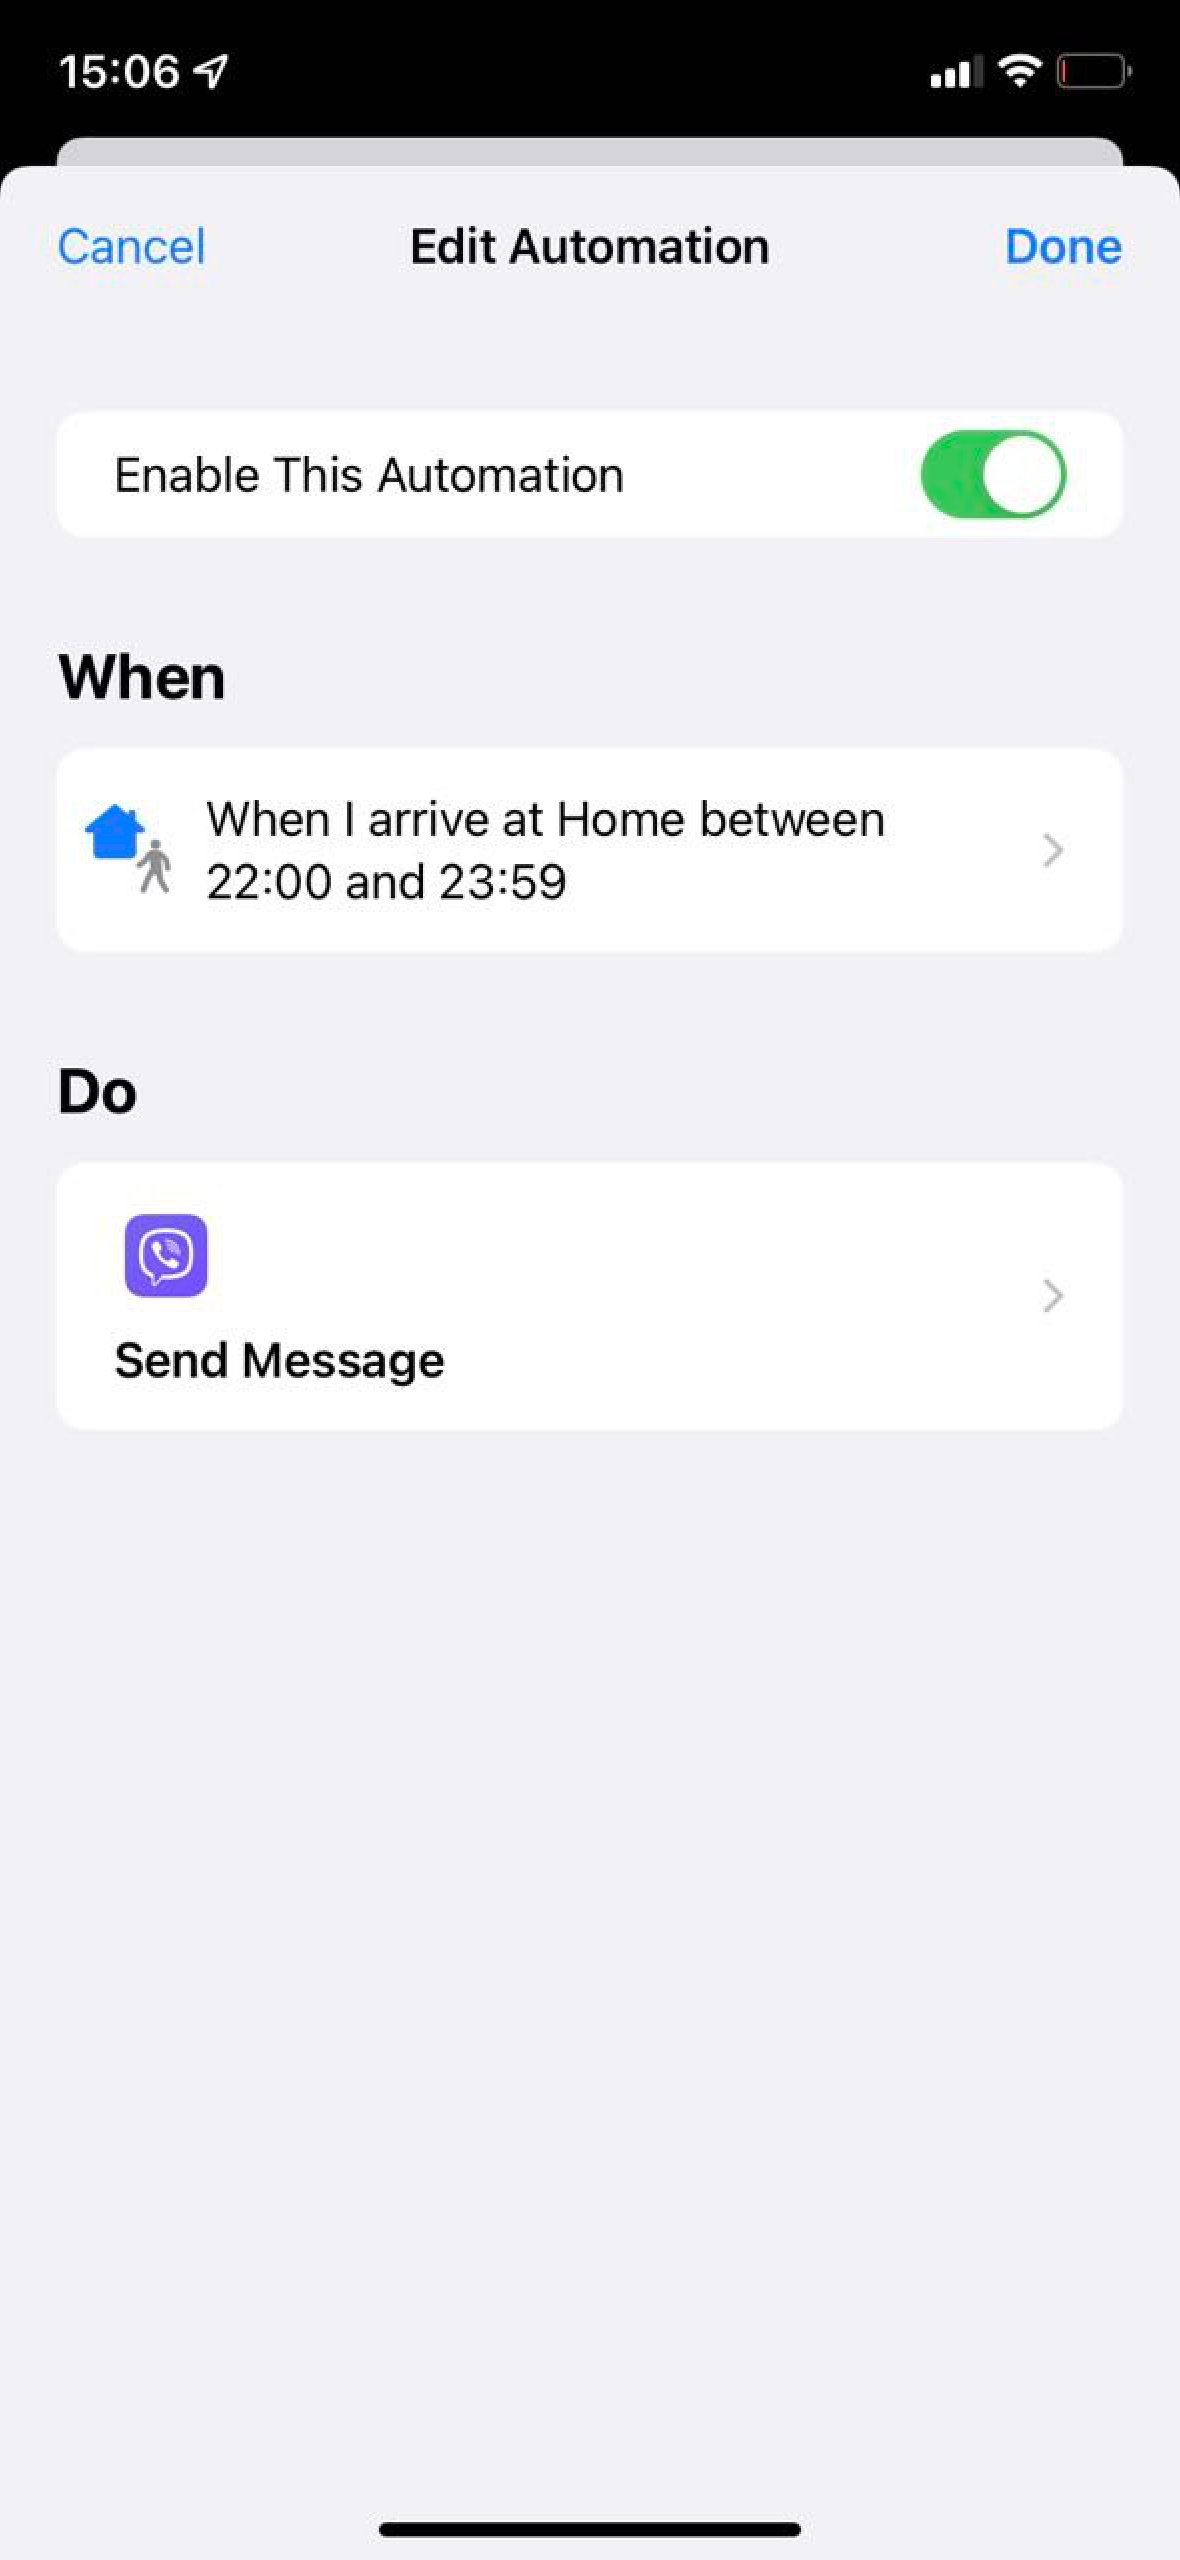 15:06
Cancel Edit Automation Done
Enable This Automation
When
When I arrive at Home between
22:00 and 23:59
Do
Send Message